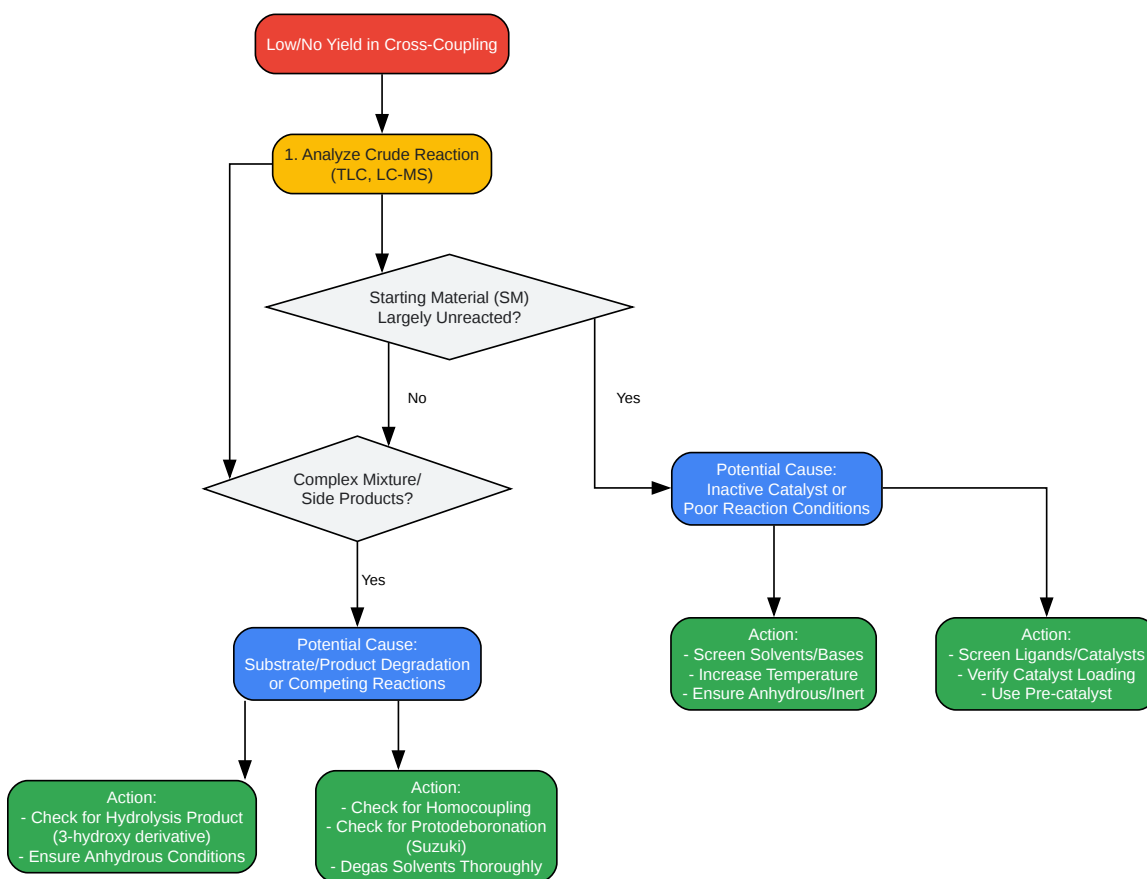 Low/No Yield in Cross-Coupling
1. Analyze Crude Reaction
(TLC, LC-MS)
Starting Material (SM)
Largely Unreacted?
No
Yes
Complex Mixture/
Side Products?
Potential Cause:
Inactive Catalyst or
Poor Reaction Conditions
Yes
Potential Cause:
Substrate/Product Degradation
or Competing Reactions
Action:
- Screen Solvents/Bases
- Increase Temperature
- Ensure Anhydrous/Inert
Action:
- Screen Ligands/Catalysts
- Verify Catalyst Loading
- Use Pre-catalyst
Action:
- Check for Hydrolysis Product
(3-hydroxy derivative)
- Ensure Anhydrous Conditions
Action:
- Check for Homocoupling
- Check for Protodeboronation
(Suzuki)
- Degas Solvents Thoroughly